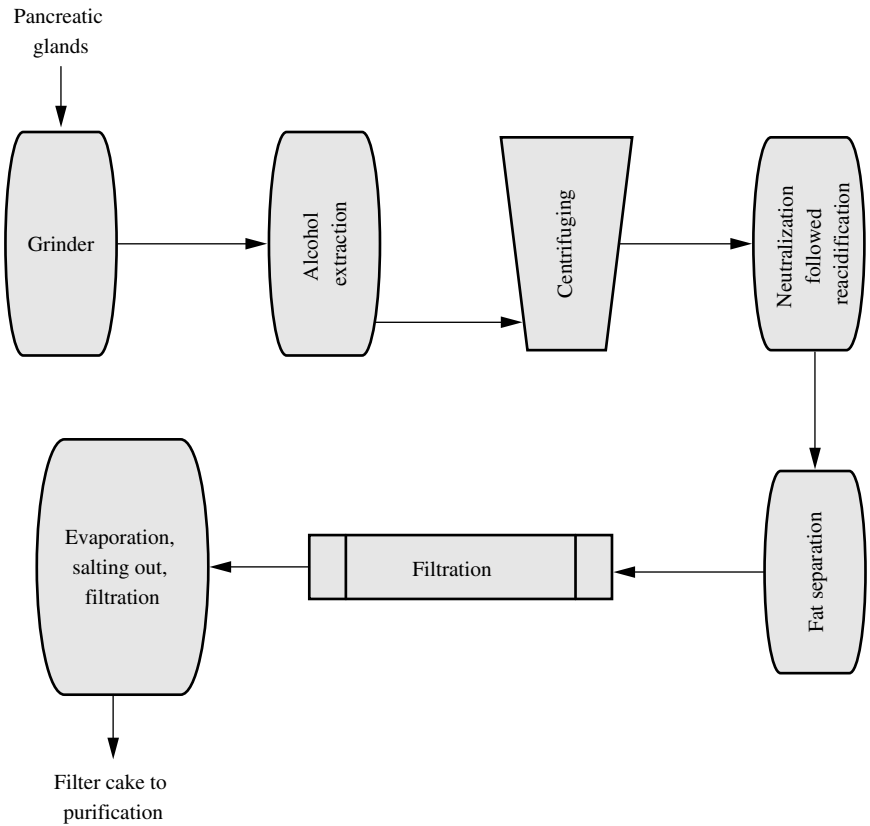 Pancreatic
glands
Grinder
Alcohol
extraction
Centrifuging
Neutralization
followed
reacidification
Fat separation
Filtration
Evaporation,
salting out,
filtration
Filter cake to
purification